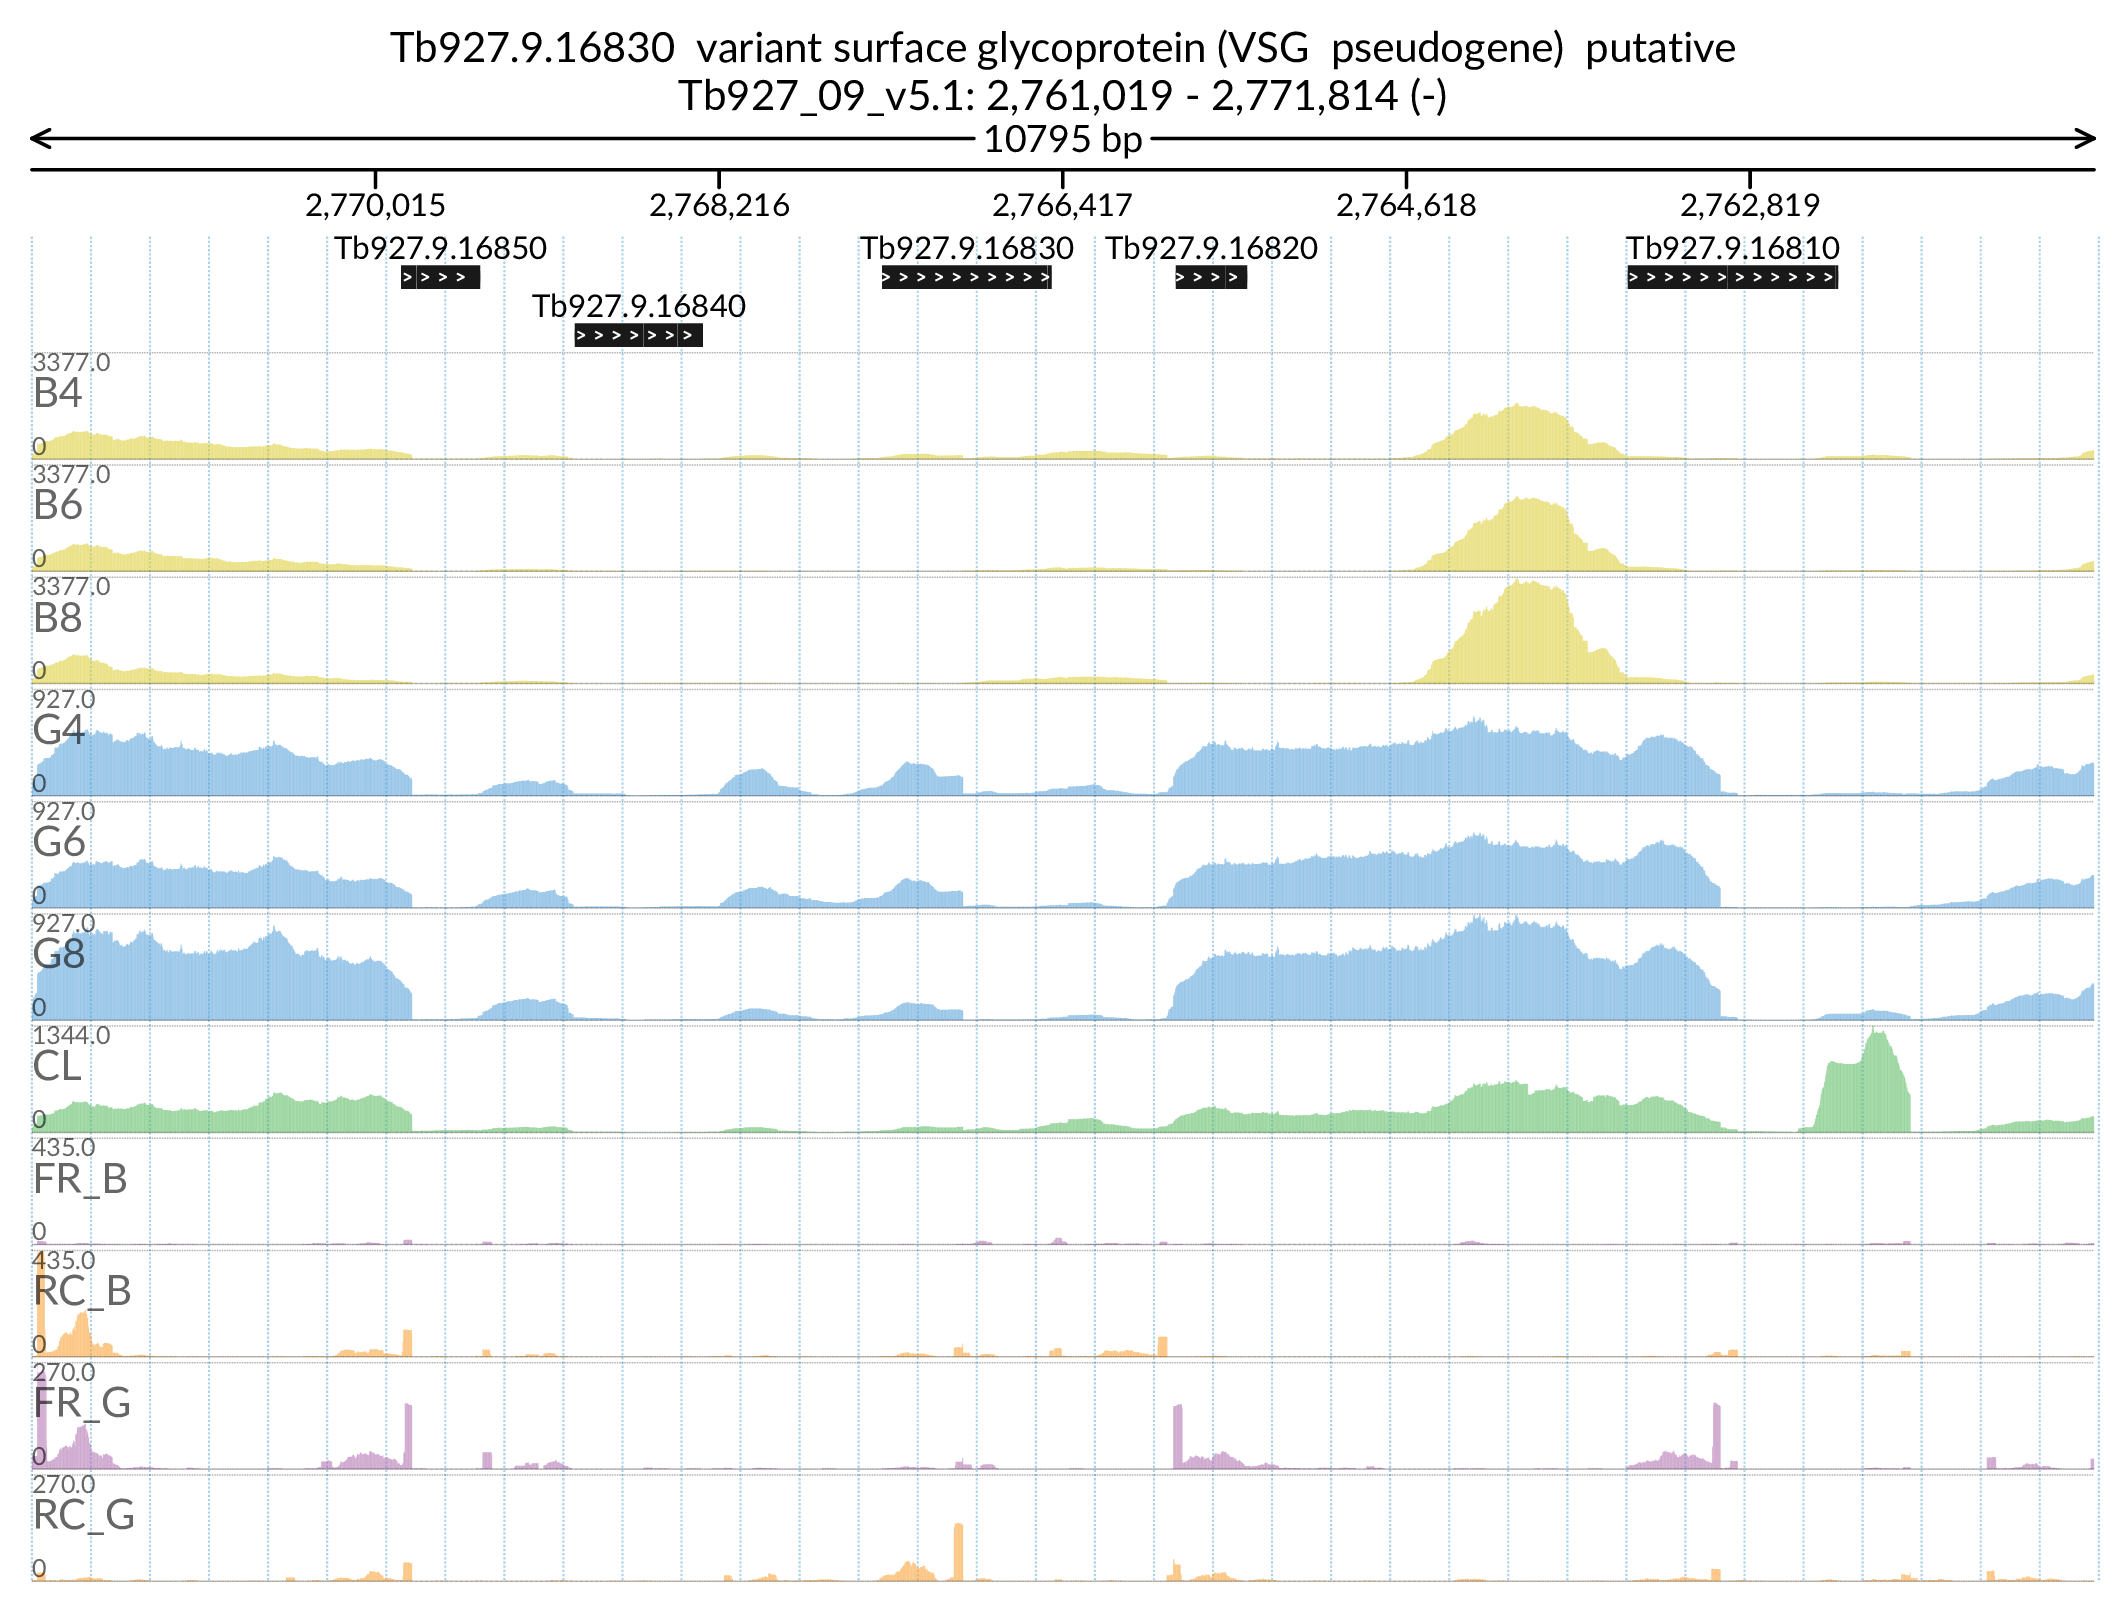 Tb927.9.16830 variant surface glycoprotein (VSG pseudogene) putative
Tb927_09_v5.1: 2,761,019 - 2,771,814 (-)
10795 bp
2,770,015 2,768,216 2,766,417 2,764,618 2,762,819
Tb927.9.16850 Tb927.9.16830 Tb927.9.16820 Tb927.9.16810
Tb927.9.16840
3377.0
B4
0
3377.0
B6
0
3377.0
B8
0
927.0
G4
0
927.0
G6
0
927.0
G8
0
1344.0
CL
0
435.0
FR_B
0
435.0
RC_B
0
270.0
FR_G
0
270.0
RC_G
0